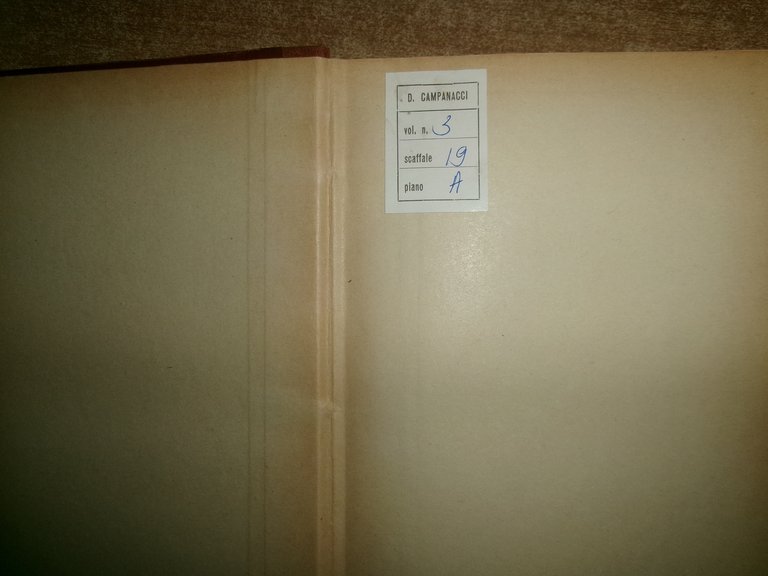 D. CAMPANACCI
vol. n. 3
scaffale 19
piano A